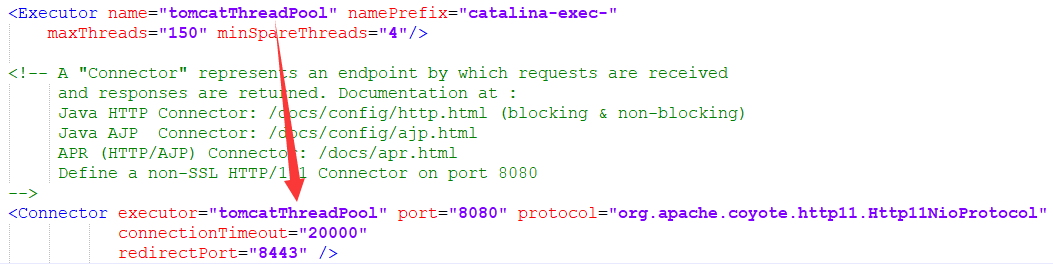 <Executor name="tomcatThreadPool" namePrefix="catalina-exec-"
maxThreads="150" minSpareThreads="4"/>
<!-- A "Connector" represents an endpoint by which requests are received
and responses are returned. Documentation at :
Java HTTP Connector: /docs/config/http.html (blocking & non-blocking)
Java AJP  Connector: /docs/config/ajp.html
APR (HTTP/AJP) Connector: /docs/apr.html
Define a non-SSL HTTP/1.1 Connector on port 8080
-->
<Connector executor="tomcatThreadPool" port="8080" protocol="org.apache.coyote.http11.Http11NioProtocol"
connectionTimeout="20000"
redirectPort="8443" />